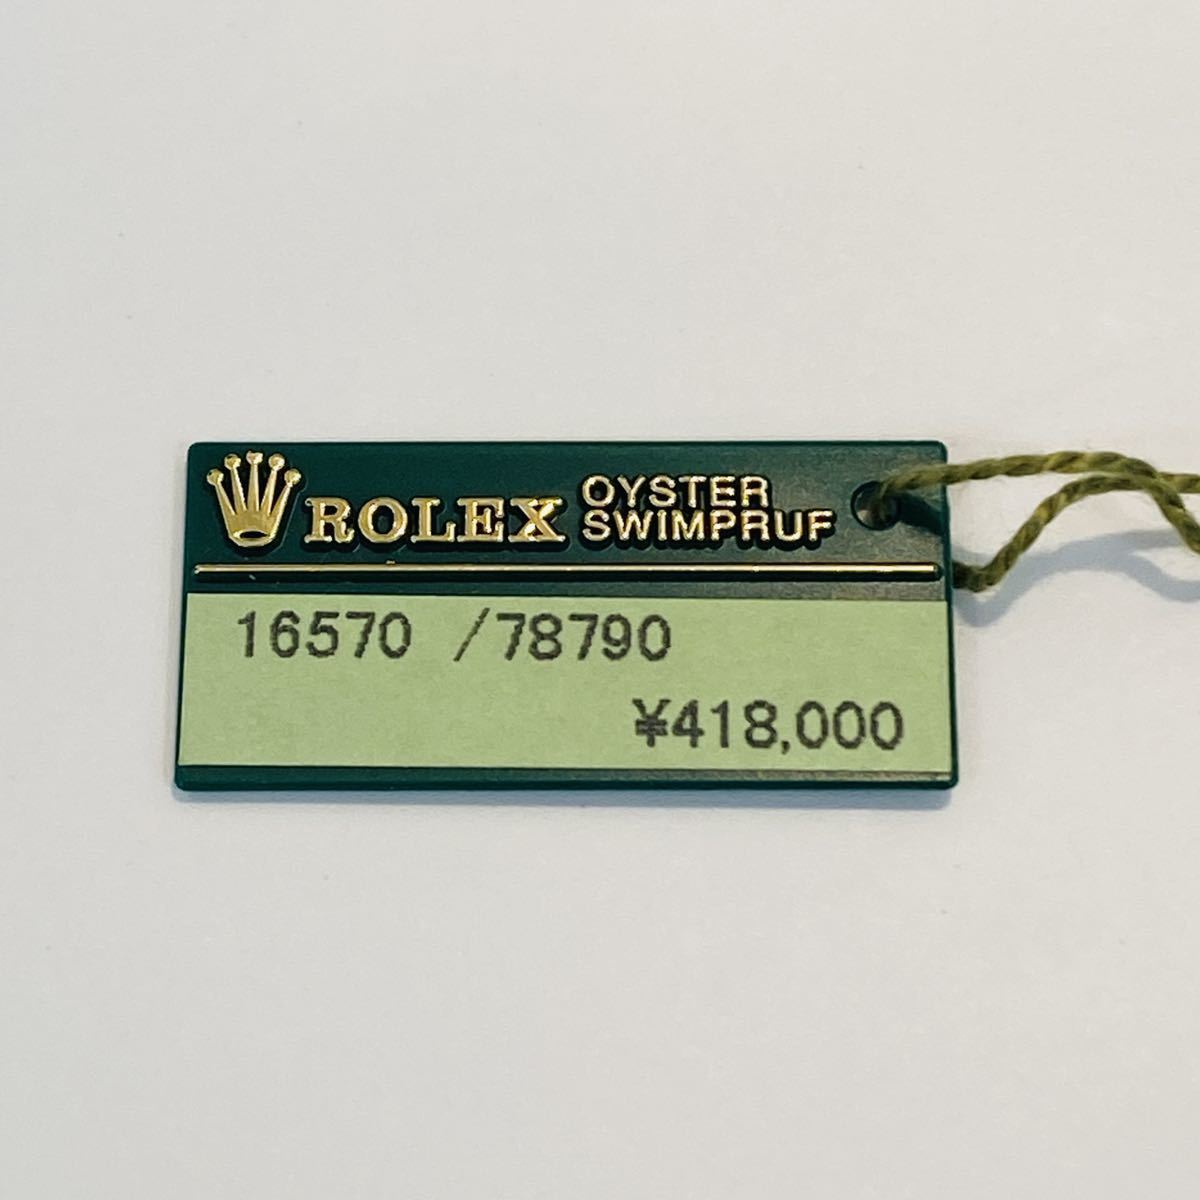 ROLEX OYSTER
SWIMPRUF
16570 /78790
¥418,000